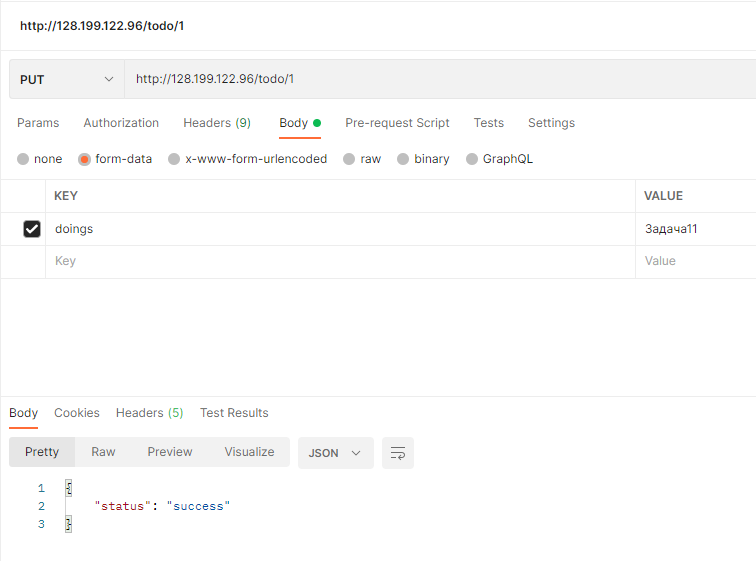 http://128.199.122.96/todo/1
PUT http://128.199.122.96/todo/1
Params Authorization Headers (9) Body Pre-request Script Tests Settings
none form-data x-www-form-urlencoded raw binary GraphQL
KEY VALUE
doings Задача11
Key Value
Body Cookies Headers (5) Test Results
Pretty Raw Preview Visualize JSON
1 {
2 "status": "success"
3 }